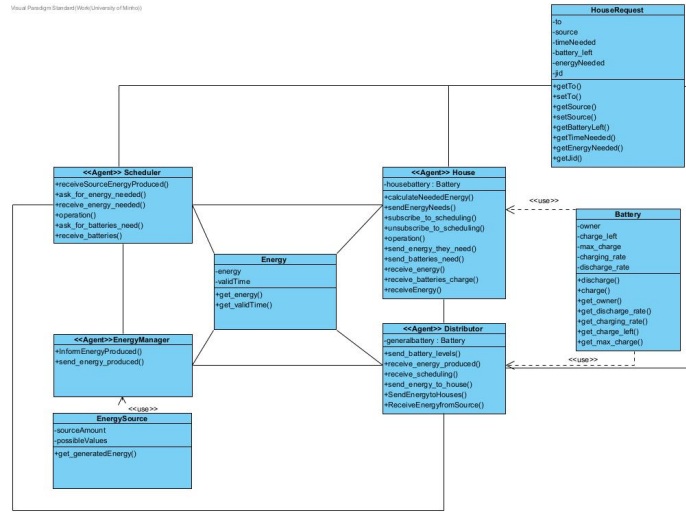 Visual Paradigm Standard(Work(University of Minho))
HouseRequest
-to
-source
-timeNeeded
-battery_left
-energyNeeded
-jid
+getTo()
+setTo()
+getSource()
+setSource()
+getBatteryLeft()
+getTimeNeeded()
+getEnergyNeeded()
+getJid()
<<Agent>> Scheduler
+receiveSourceEnergyProduced()
+ask_for_energy_needed()
+receive_energy_needed()
+operation()
+ask_for_batteries_need()
+receive_batteries()
<<Agent>> House
-housebattery : Battery
+calculateNeededEnergy()
+sendEnergyNeeds()
+subscribe_to_scheduling()
+unsubscribe_to_scheduling()
+operation()
+send_energy_they_need()
+send_batteries_need()
+receive_energy()
+receive_batteries_charge()
+receiveEnergy()
<<use>>
Battery
-owner
-charge_left
-max_charge
-charging_rate
-discharge_rate
+discharge()
+charge()
+get_owner()
+get_discharge_rate()
+get_charging_rate()
+get_charge_left()
+get_max_charge()
Energy
-energy
-validTime
+get_energy()
+get_validTime()
<<Agent>>EnergyManager
+InformEnergyProduced()
+send_energy_produced()
<<Agent>> Distributor
-generalbattery : Battery
+send_battery_levels()
+receive_energy_produced()
+receive_scheduling()
+send_energy_to_house()
+SendEnergytoHouses()
+ReceiveEnergyfromSource()
<<use>>
<<use>>
EnergySource
-sourceAmount
-possibleValues
+get_generatedEnergy()